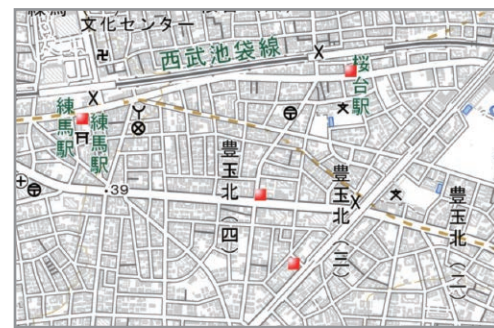 文化センター
西武池袋線
桜台駅
練馬駅
練馬駅
・39
豊玉北(四)
豊玉北(三)
豊玉北(二)